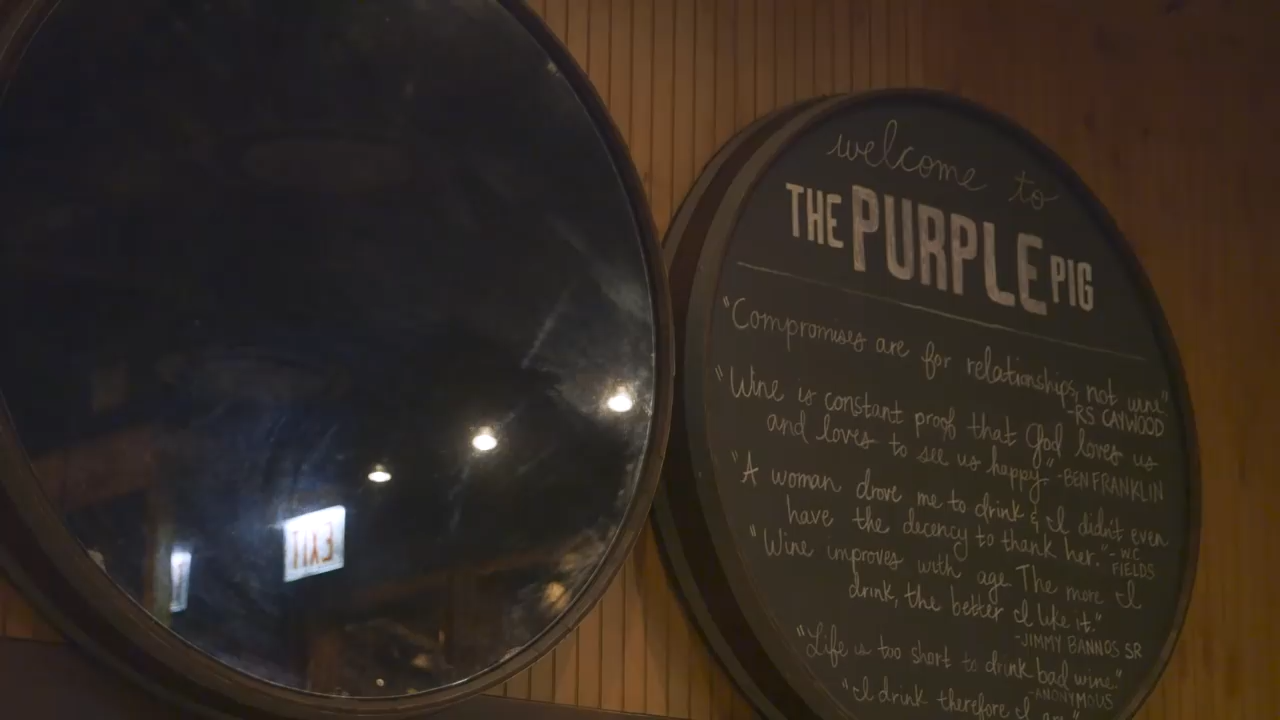 welcome to
THE PURPLE PIG
"Compromises are for relationships, not wine"
-RS CAYWOOD
"Wine is constant proof that God loves us
and loves to see us happy" -BEN FRANKLIN
"A woman drove me to drink & I didn't even
have the decency to thank her." -W.C.
FIELDS
"Wine improves with age The more I
drink, the better I like it."
-JIMMY BANNOS SR
"Life is too short to drink bad wine."
-ANONYMOUS
"I drink therefore I am"
EXIT